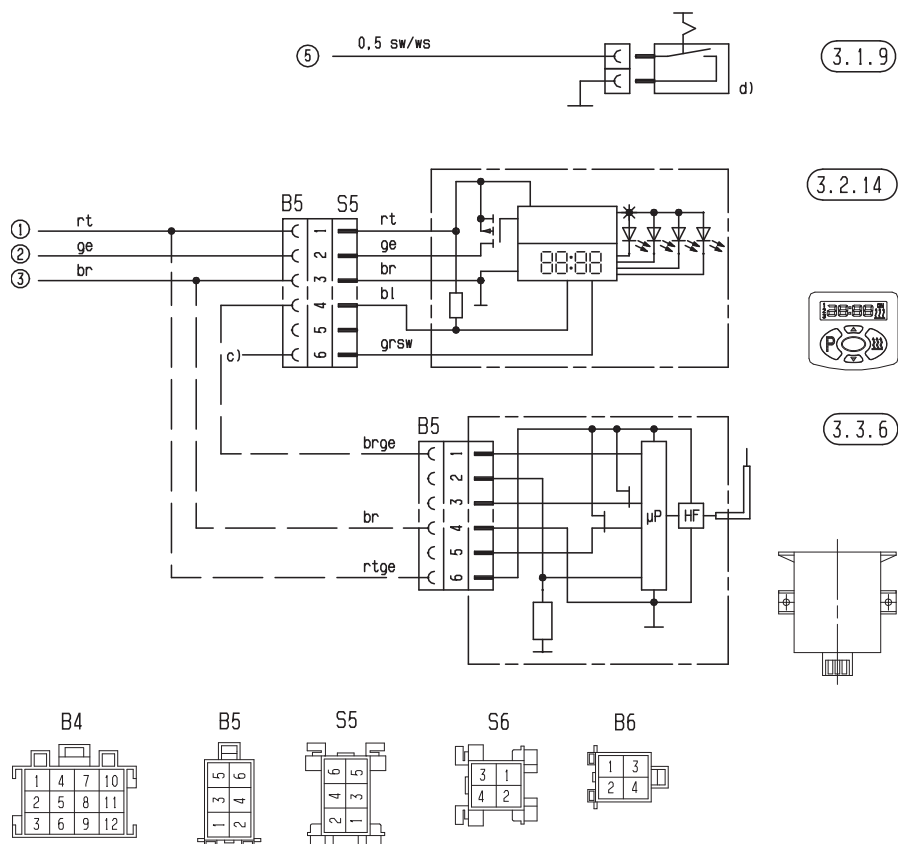 5 0,5 sw/ws
d)
3.1.9
3.2.14
B5 S5
1 rt 1 rt
2 ge 2 ge
3 br 3 br
4 bl
5
c) 6 grsw
88:88
P
3.3.6
B5
brge 1
2
3
br 4
5
rtge 6
µP HF
B4 B5 S5 S6 B6
1 4 7 10
2 5 8 11
3 6 9 12
5 6
3 4
1 2
6 5
4 3
2 1
3 1
4 2
1 3
2 4